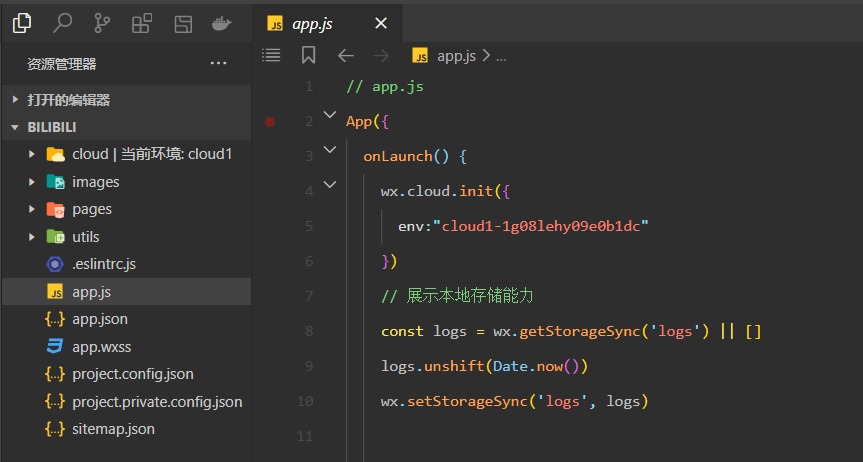 app.js
资源管理器
app.js
打开的编辑器
BILIBILI
cloud | 当前环境: cloud1
images
pages
utils
.eslintrc.js
app.js
app.json
app.wxss
project.config.json
project.private.config.json
sitemap.json
1 // app.js
2 App({
3 onLaunch() {
4 wx.cloud.init({
5 env:"cloud1-1g08lehy09e0b1dc"
6 })
7 // 展示本地存储能力
8 const logs = wx.getStorageSync('logs') || []
9 logs.unshift(Date.now())
10 wx.setStorageSync('logs', logs)
11